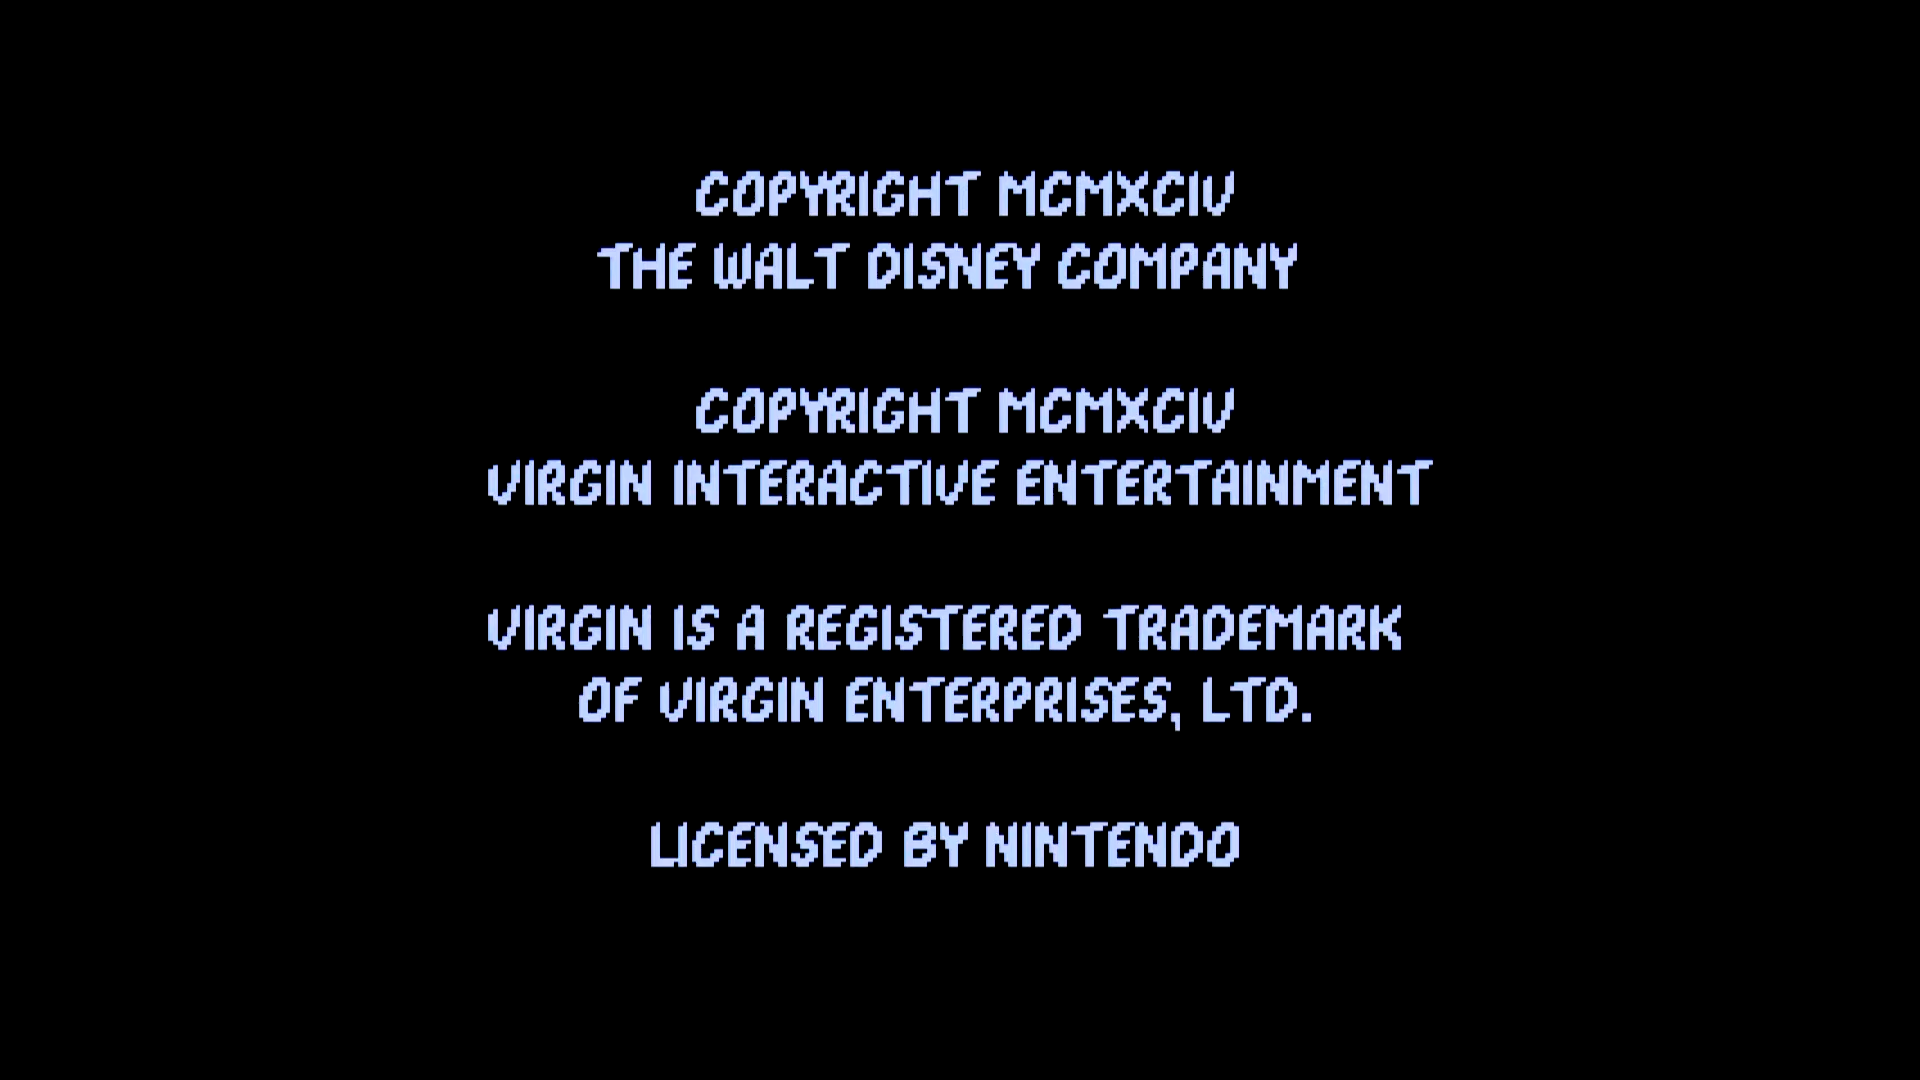 COPYRIGHT MCMXCIV
THE WALT DISNEY COMPANY
COPYRIGHT MCMXCIV
VIRGIN INTERACTIVE ENTERTAINMENT
VIRGIN IS A REGISTERED TRADEMARK
OF VIRGIN ENTERPRISES, LTD.
LICENSED BY NINTENDO